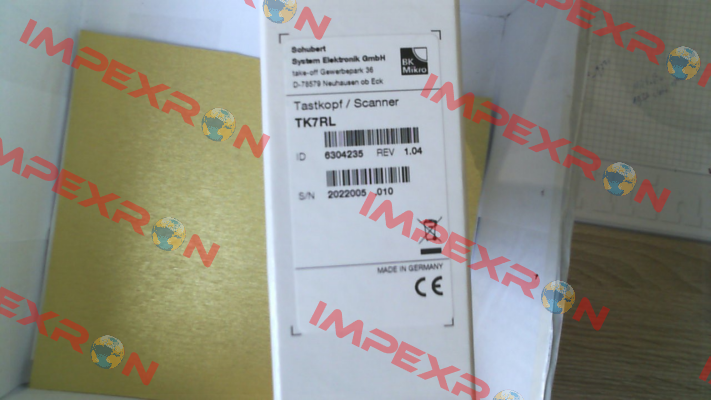 Schubert
System Elektronik GmbH
take-off Gewerbepark 36
D-78579 Neuhausen ob Eck
BK
Mikro
Tastkopf / Scanner
TK7RL
ID 6304235 REV 1.04
S/N 2022005 010
MADE IN GERMANY
CE
IMPEXRON
IMPEXRON
IMPEXRON
IMPEXRON
IMPEXRON
IMPEXRON
IMPEXRON